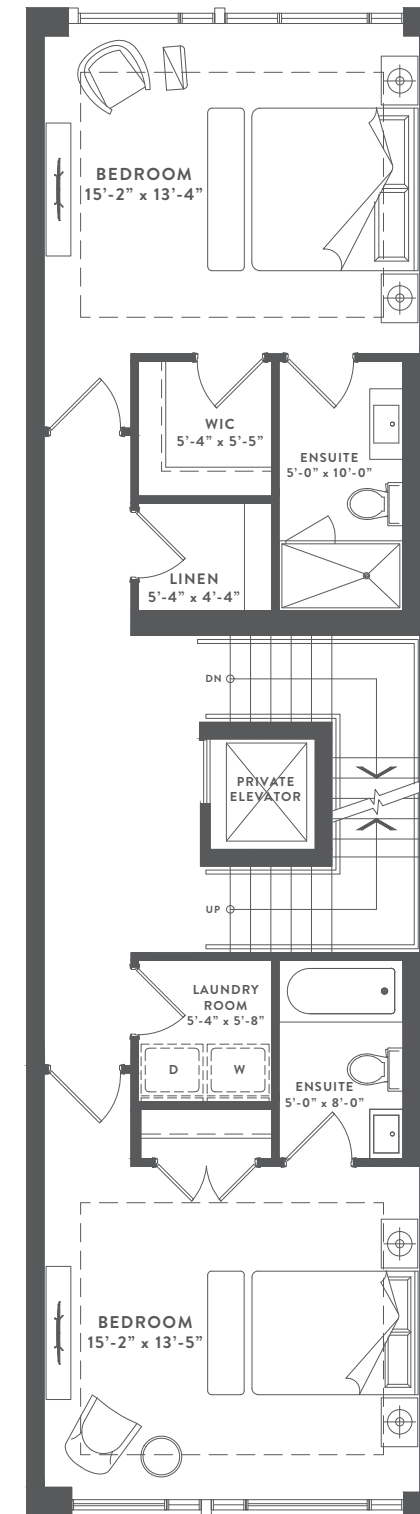 BEDROOM
15’-2” x 13’-4”
WIC
5’-4” x 5’-5”
ENSUITE
5’-0” x 10’-0”
LINEN
5’-4” x 4’-4”
DN
PRIVATE
ELEVATOR
UP
LAUNDRY
ROOM
5’-4” x 5’-8”
D
W
ENSUITE
5’-0” x 8’-0”
BEDROOM
15’-2” x 13’-5”